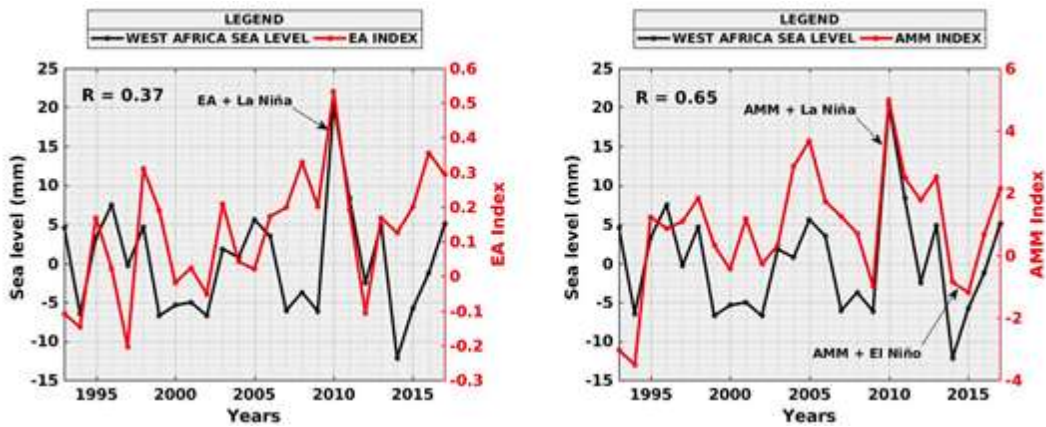 LEGEND
WEST AFRICA SEA LEVEL EA INDEX
R = 0.37
EA + La Niña
Sea level (mm)
25
20
15
10
5
0
-5
-10
-15
0.6
0.5
0.4
0.3
0.2
0.1
0
-0.1
-0.2
-0.3
EA Index
1995 2000 2005 2010 2015
Years
LEGEND
WEST AFRICA SEA LEVEL AMM INDEX
R = 0.65
AMM + La Niña
AMM + El Niño
Sea level (mm)
25
20
15
10
5
0
-5
-10
-15
6
4
2
0
-2
-4
AMM Index
1995 2000 2005 2010 2015
Years